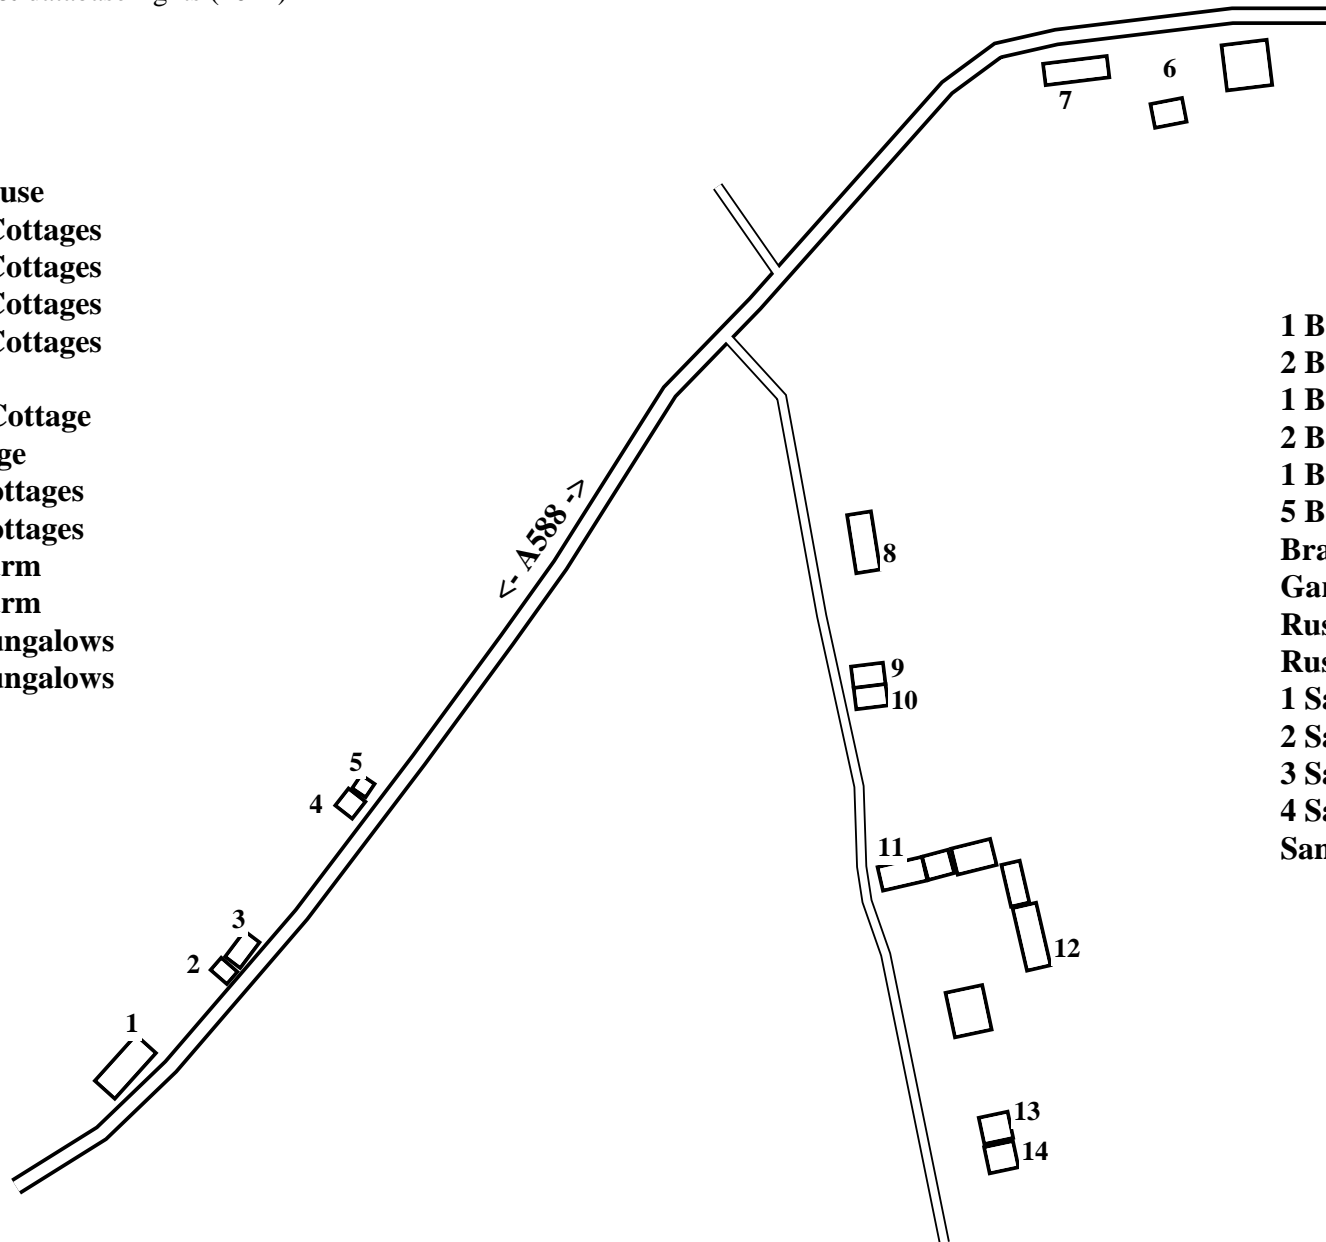 6
7
use
Cottages
Cottages
Cottages
Cottages
Cottage
ge
ottages
ottages
rm
rm
ungalows
ungalows
<- A588 ->
1 B
2 B
1 B
2 B
1 B
5 B
Bra
Gar
Rus
Rus
1 Sa
2 Sa
3 Sa
4 Sa
San
8
9
10
5
4
11
3
2
12
1
13
14